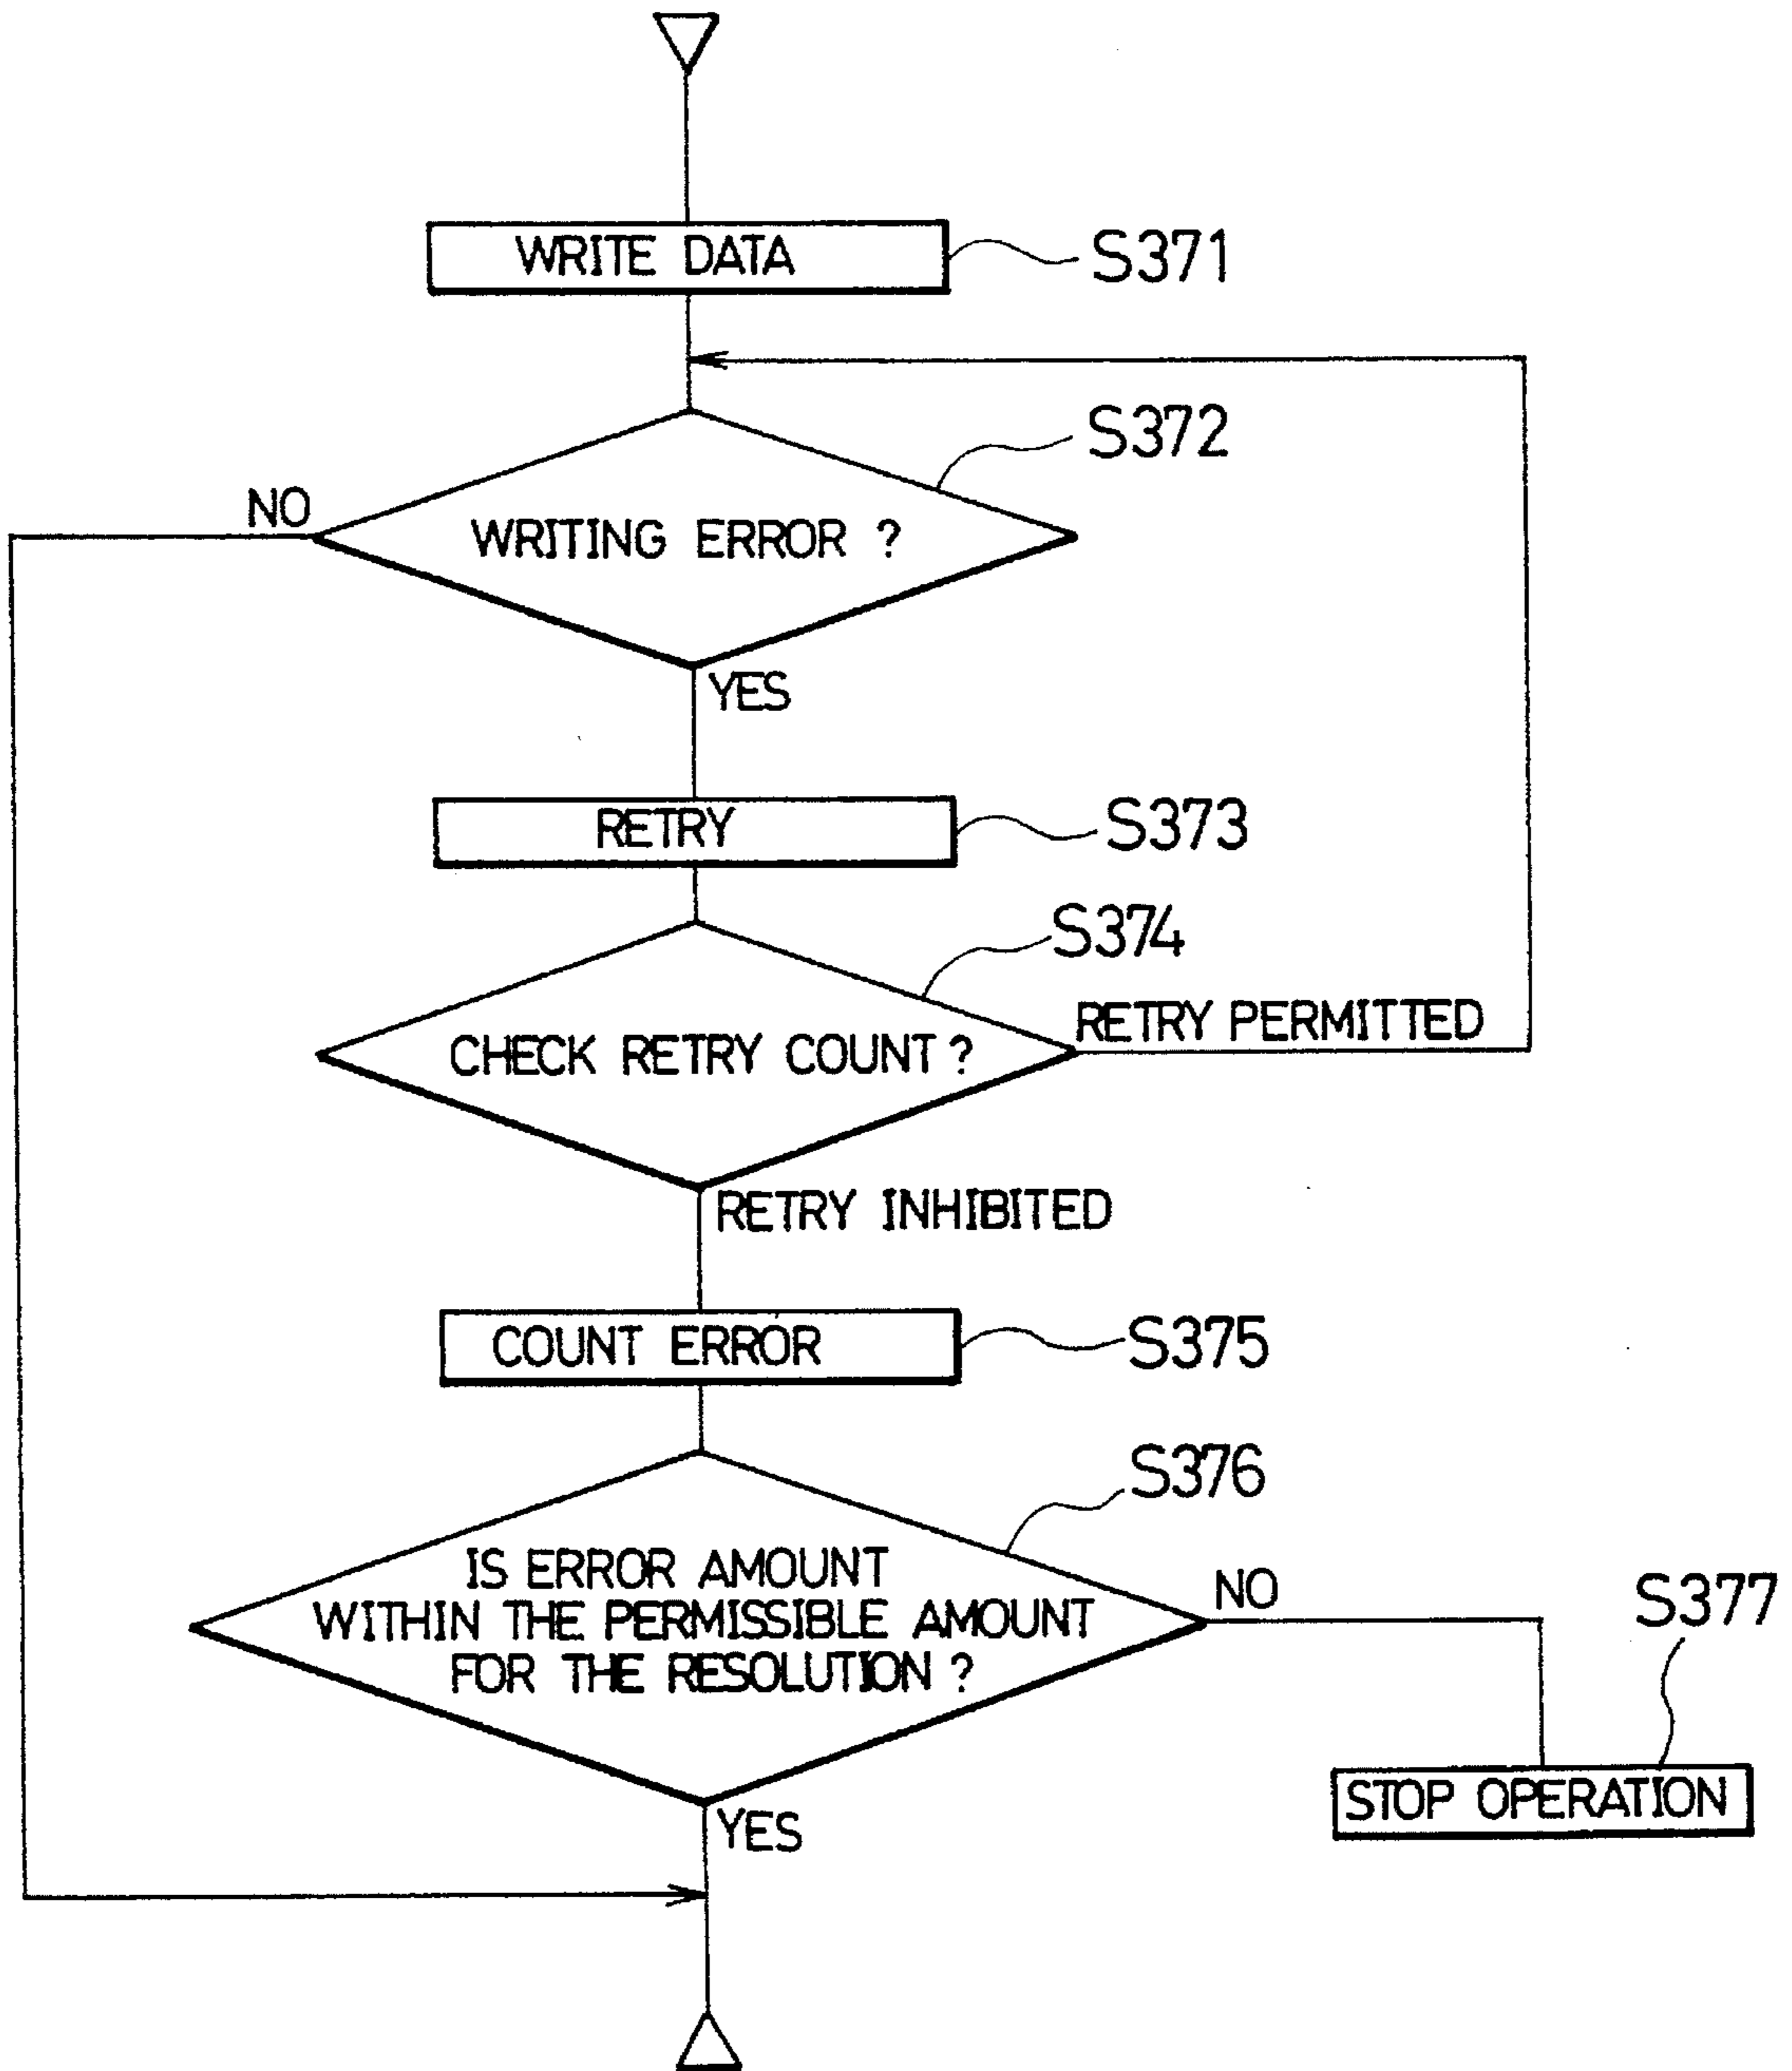 WRITE DATA
S371
S372
NO
WRITING ERROR ?
YES
RETRY
S373
S374
RETRY PERMITTED
CHECK RETRY COUNT ?
RETRY INHIBITED
COUNT ERROR
S375
S376
IS ERROR AMOUNT
WITHIN THE PERMISSIBLE AMOUNT
FOR THE RESOLUTION ?
NO
S377
STOP OPERATION
YES